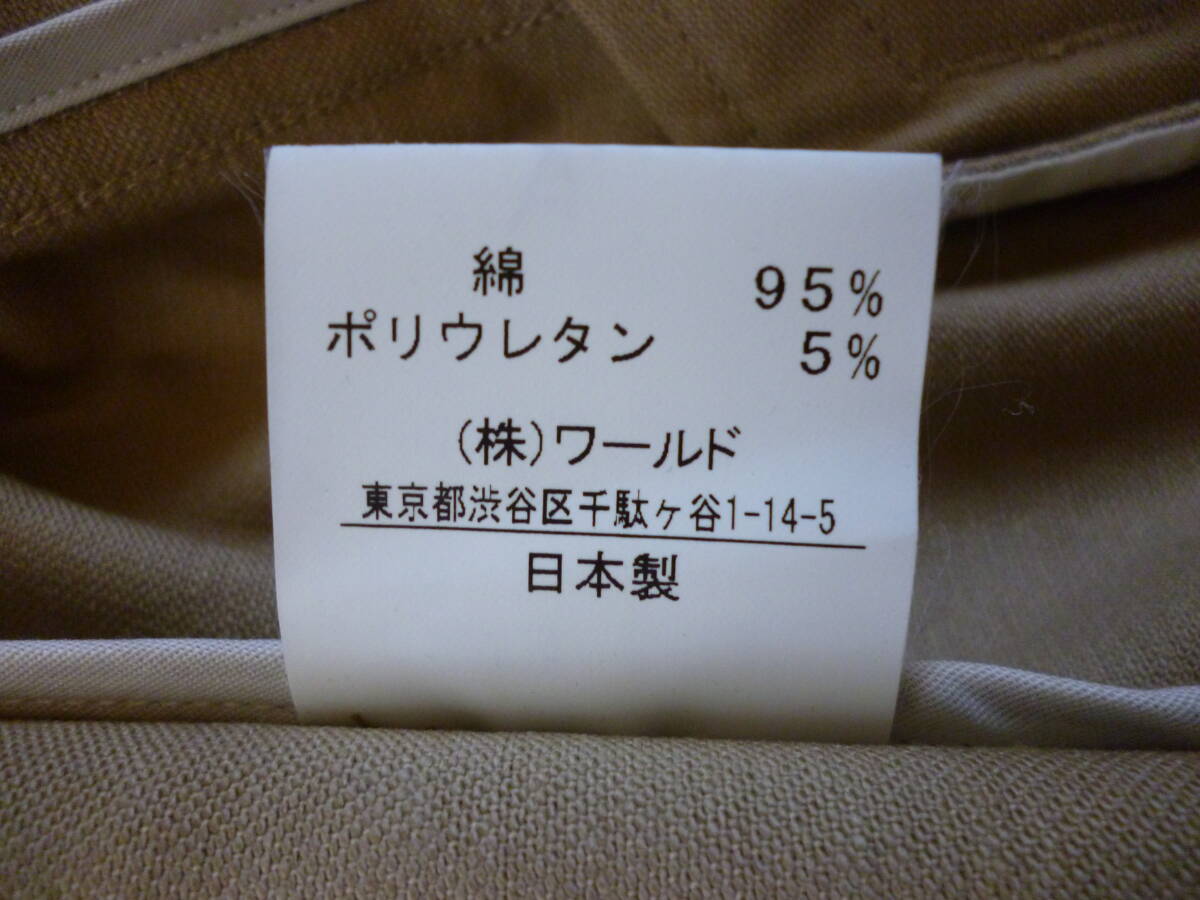 綿 95%
ポリウレタン 5%
(株)ワールド
東京都渋谷区千駄ヶ谷1-14-5
日本製